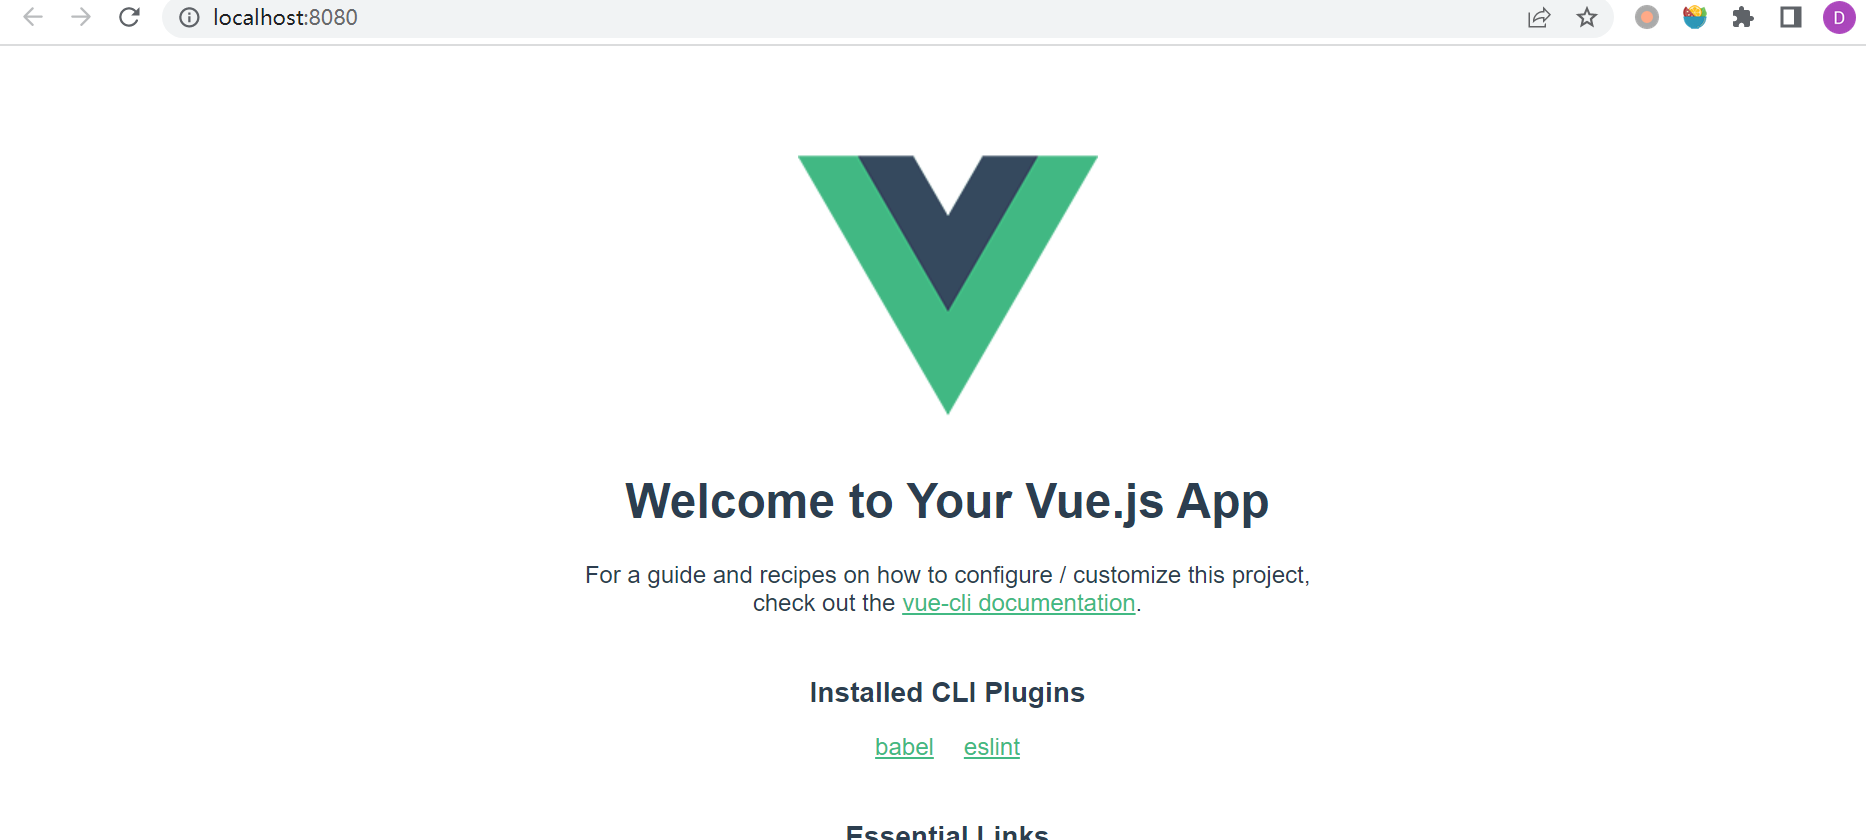 localhost:8080
D
Welcome to Your Vue.js App
For a guide and recipes on how to configure / customize this project,
check out the vue-cli documentation.
Installed CLI Plugins
babel eslint
Essential Links